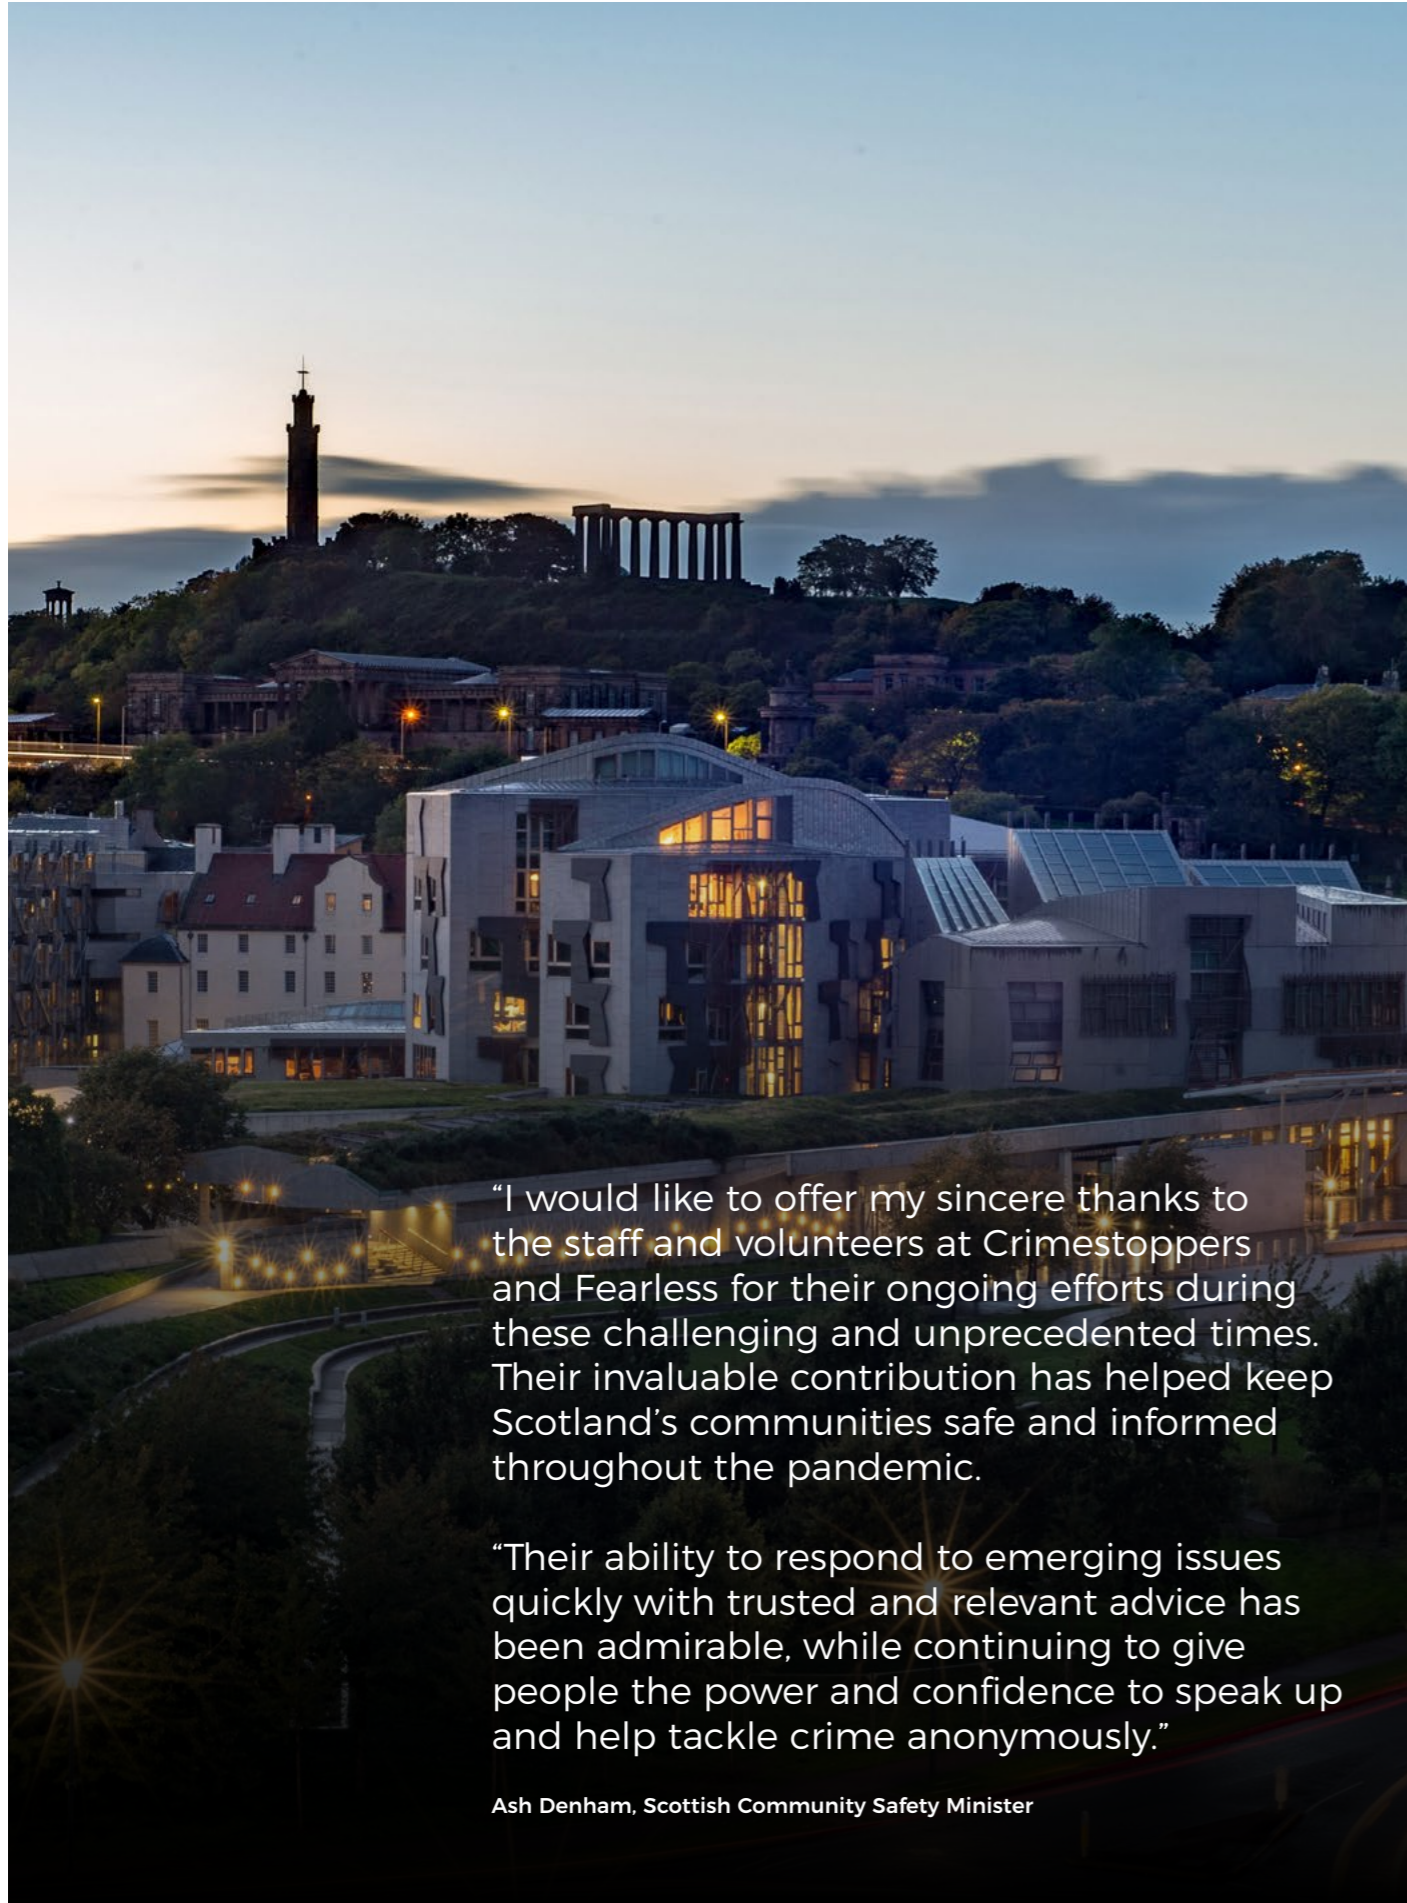 “I would like to offer my sincere thanks to
the staff and volunteers at Crimestoppers
and Fearless for their ongoing efforts during
these challenging and unprecedented times.
Their invaluable contribution has helped keep
Scotland’s communities safe and informed
throughout the pandemic.
“Their ability to respond to emerging issues
quickly with trusted and relevant advice has
been admirable, while continuing to give
people the power and confidence to speak up
and help tackle crime anonymously.”
Ash Denham, Scottish Community Safety Minister